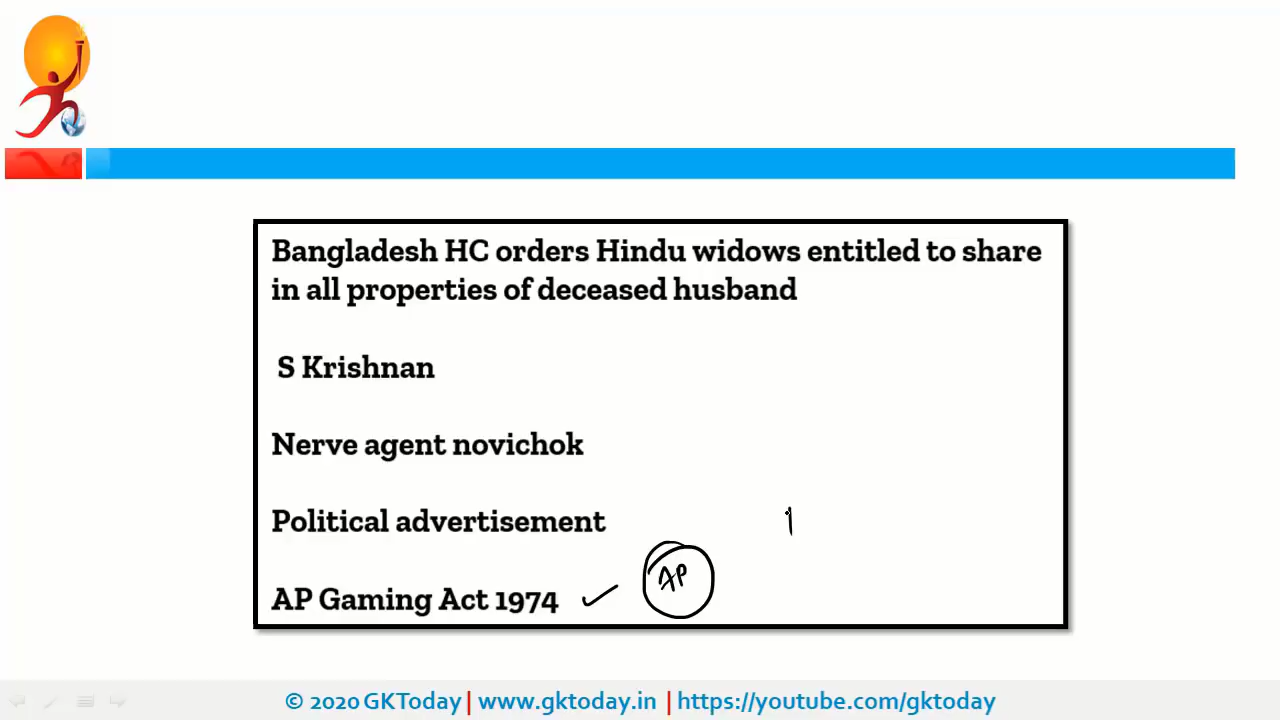 Bangladesh HC orders Hindu widows entitled to share
in all properties of deceased husband
S Krishnan
Nerve agent novichok
Political advertisement
AP Gaming Act 1974
AP
© 2020 GKToday | www.gktoday.in | https://youtube.com/gktoday